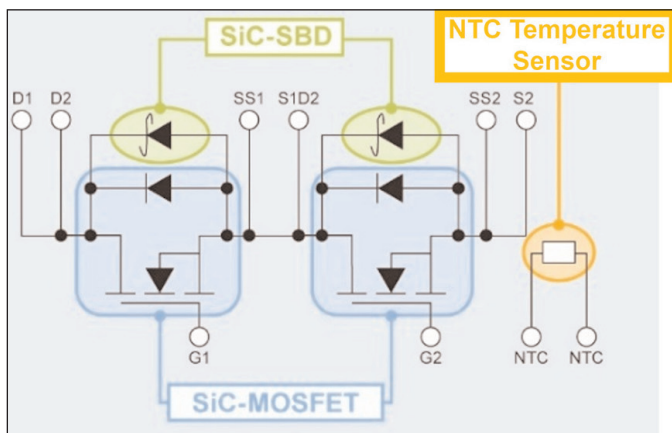 SiC-SBD
NTC Temperature
Sensor
D1
D2
SS1
S1D2
SS2
S2
G1
G2
NTC
NTC
SiC-MOSFET